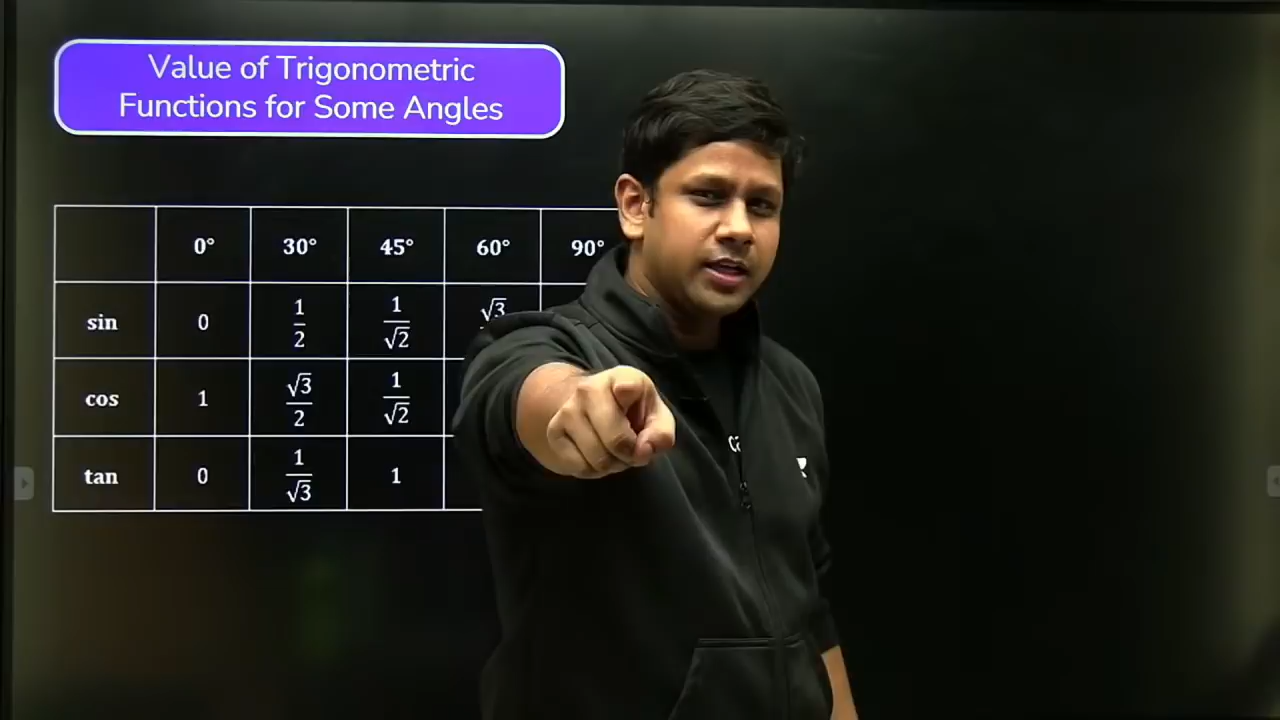 Value of Trigonometric
Functions for Some Angles
0° 30° 45° 60° 90°
sin 0 1/2 1/√2 √3
cos 1 √3/2 1/√2
tan 0 1/√3 1